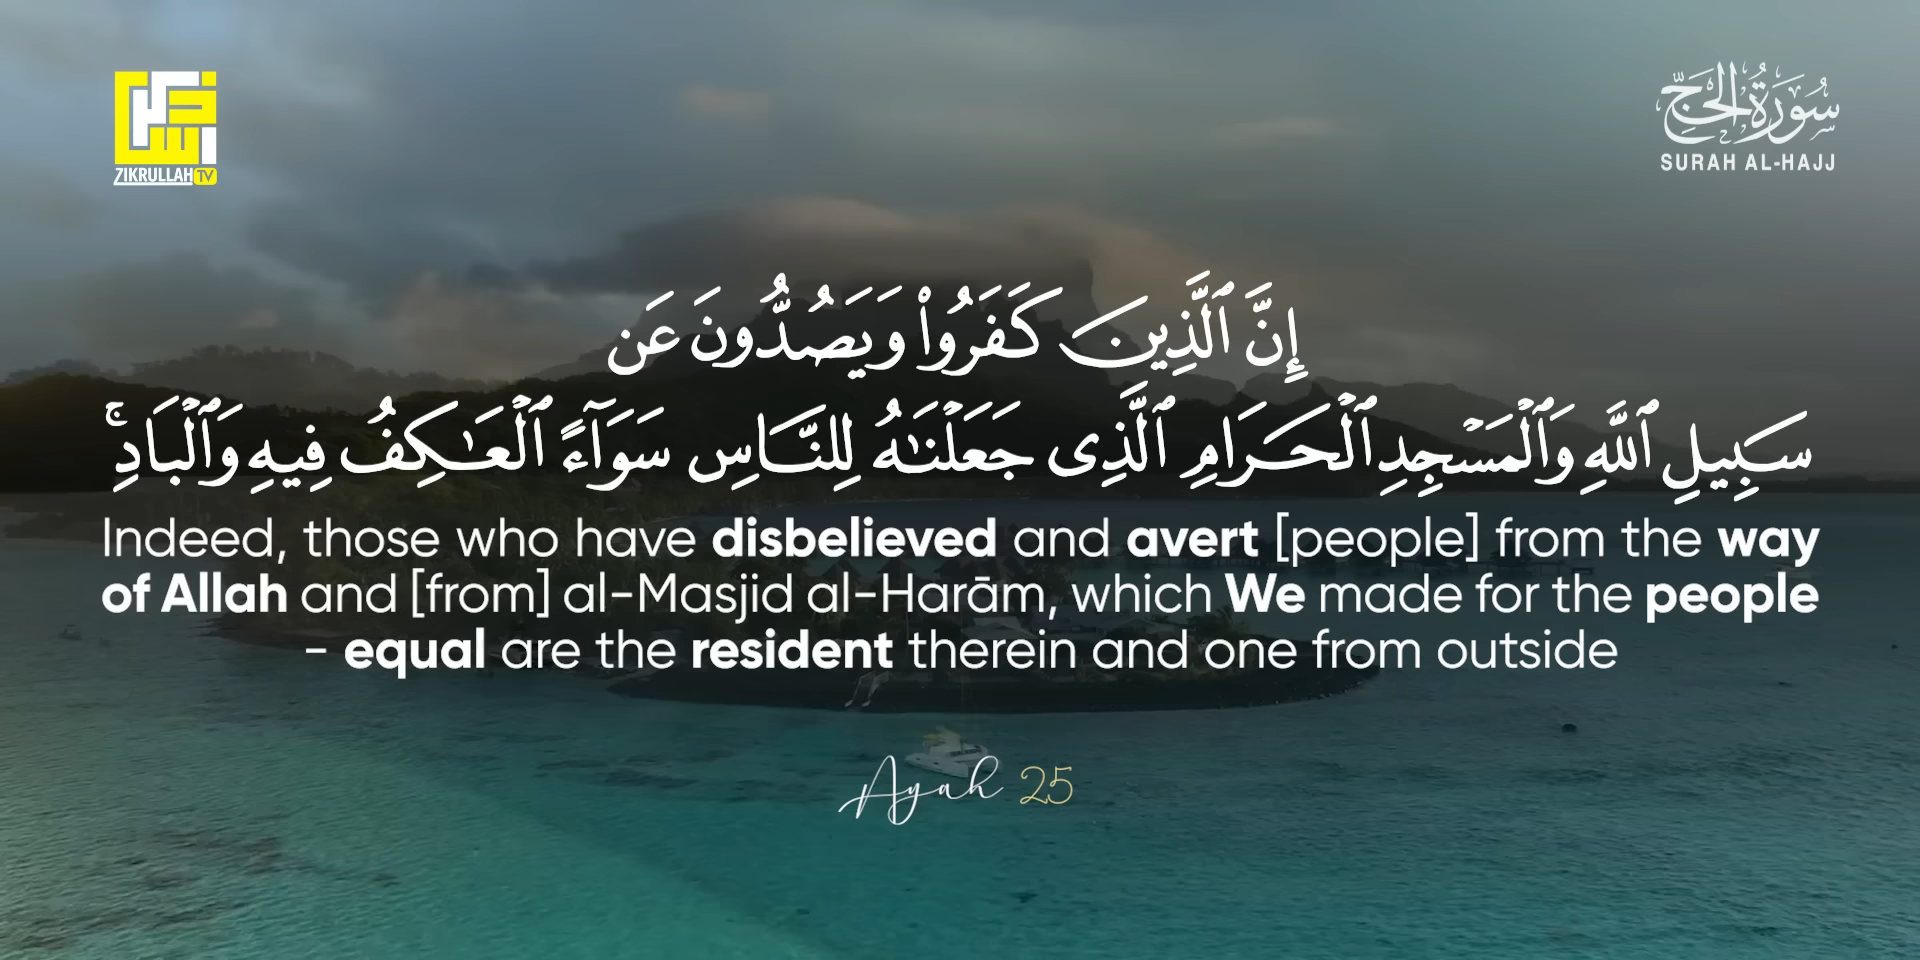 ZIKRULLAH TV
سُورَةُ الحَجِّ
SURAH AL-HAJJ
إِنَّ ٱلَّذِينَ كَفَرُوا۟ وَيَصُدُّونَ عَن
سَبِيلِ ٱللَّهِ وَٱلْمَسْجِدِ ٱلْحَرَامِ ٱلَّذِى جَعَلْنَـٰهُ لِلنَّاسِ سَوَآءً ٱلْعَـٰكِفُ فِيهِ وَٱلْبَادِ ۚ
Indeed, those who have disbelieved and avert [people] from the way
of Allah and [from] al-Masjid al-Harām, which We made for the people
- equal are the resident therein and one from outside
Ayah 25